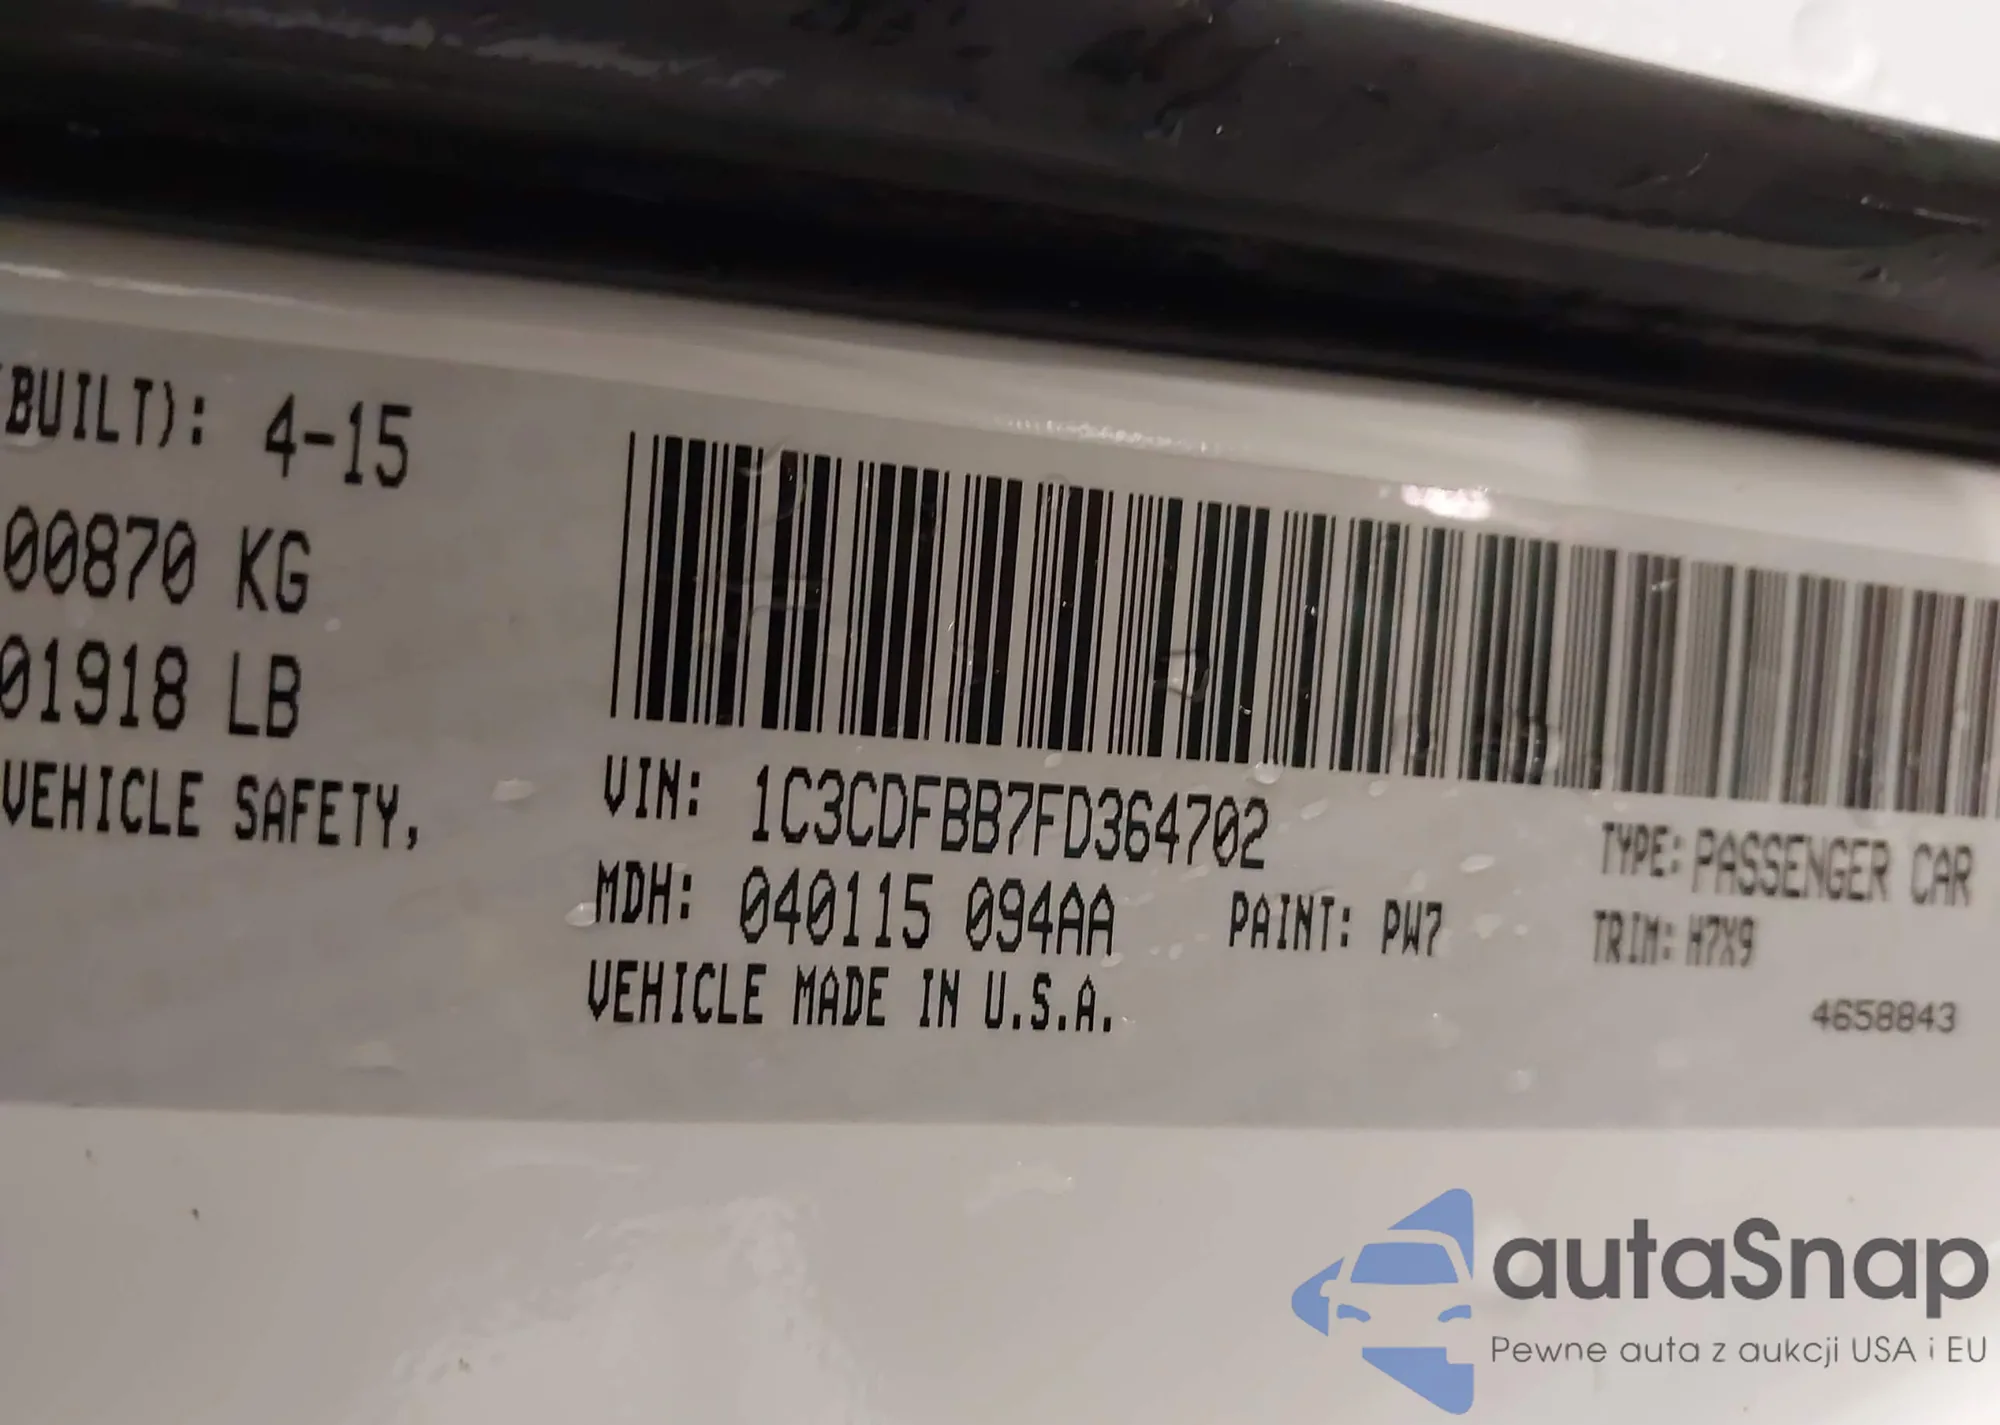 (BUILT): 4-15
00870 KG
01918 LB
VEHICLE SAFETY,
VIN: 1C3CDFBB7FD364702
TYPE: PASSENGER CAR
MDH: 040115 094AA
PAINT: PW7
TRIM: H7X9
VEHICLE MADE IN U.S.A.
4658843
autaSnap
Pewne auta z aukcji USA i EU